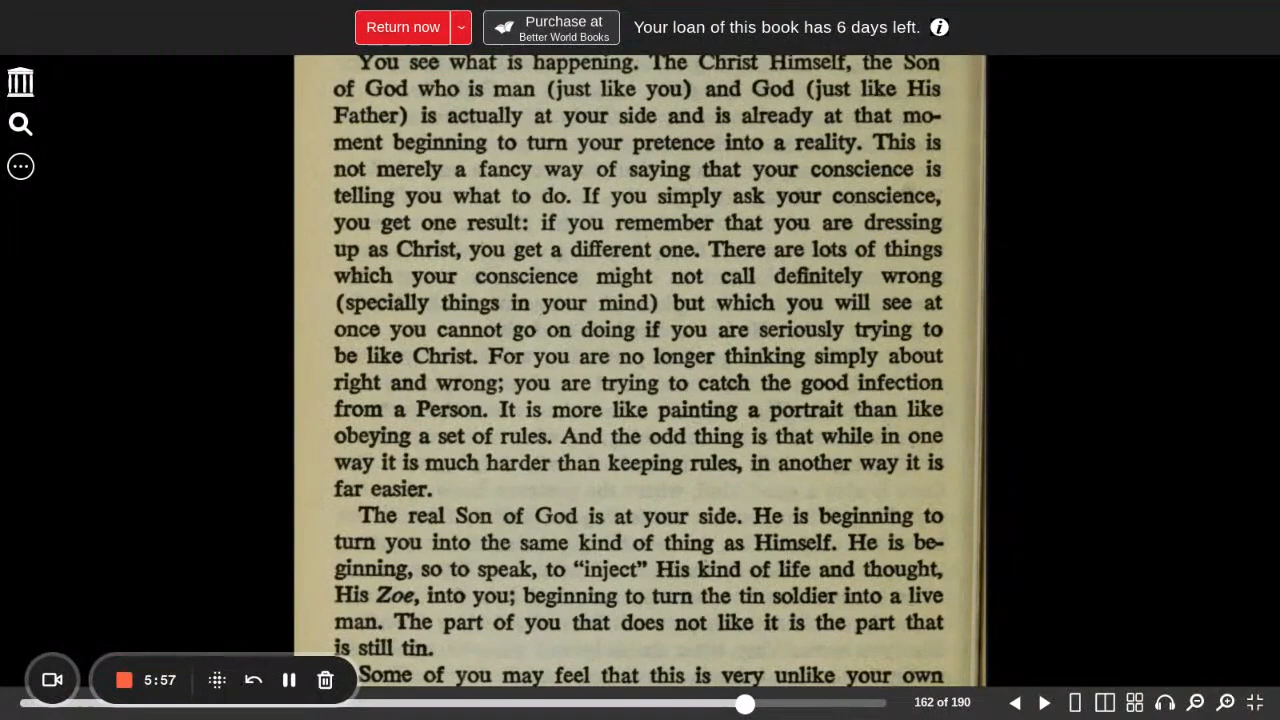 Return now
Purchase at
Better World Books
Your loan of this book has 6 days left.
You see what is happening. The Christ Himself, the Son
of God who is man (just like you) and God (just like His
Father) is actually at your side and is already at that mo-
ment beginning to turn your pretence into a reality. This is
not merely a fancy way of saying that your conscience is
telling you what to do. If you simply ask your conscience,
you get one result: if you remember that you are dressing
up as Christ, you get a different one. There are lots of things
which your conscience might not call definitely wrong
(specially things in your mind) but which you will see at
once you cannot go on doing if you are seriously trying to
be like Christ. For you are no longer thinking simply about
right and wrong; you are trying to catch the good infection
from a Person. It is more like painting a portrait than like
obeying a set of rules. And the odd thing is that while in one
way it is much harder than keeping rules, in another way it is
far easier.
The real Son of God is at your side. He is beginning to
turn you into the same kind of thing as Himself. He is be-
ginning, so to speak, to “inject” His kind of life and thought,
His Zoe, into you; beginning to turn the tin soldier into a live
man. The part of you that does not like it is the part that
is still tin.
Some of you may feel that this is very unlike your own
5:57
162 of 190